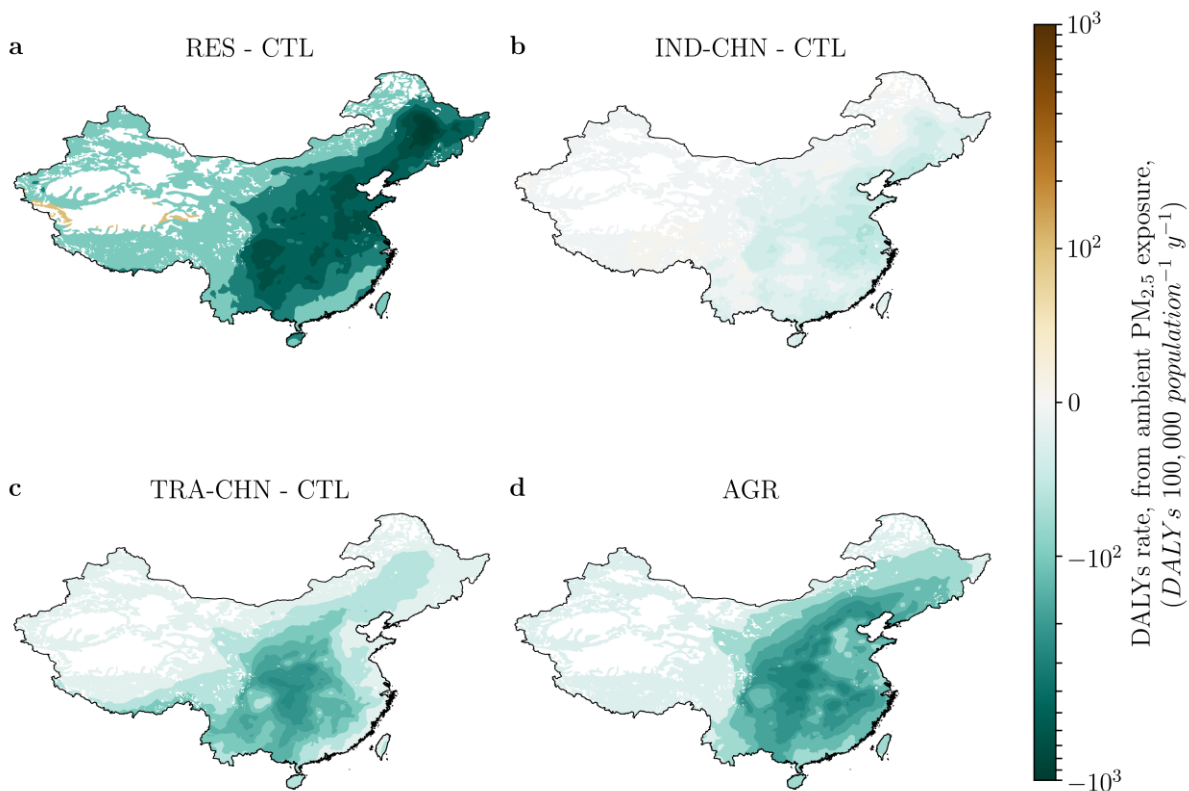 a
RES - CTL
b
IND-CHN - CTL
c
TRA-CHN - CTL
d
AGR
10³
10²
0
−10²
−10³
DALYs rate, from ambient PM₂.₅ exposure,
(DALYs 100,000 population⁻¹ y⁻¹)